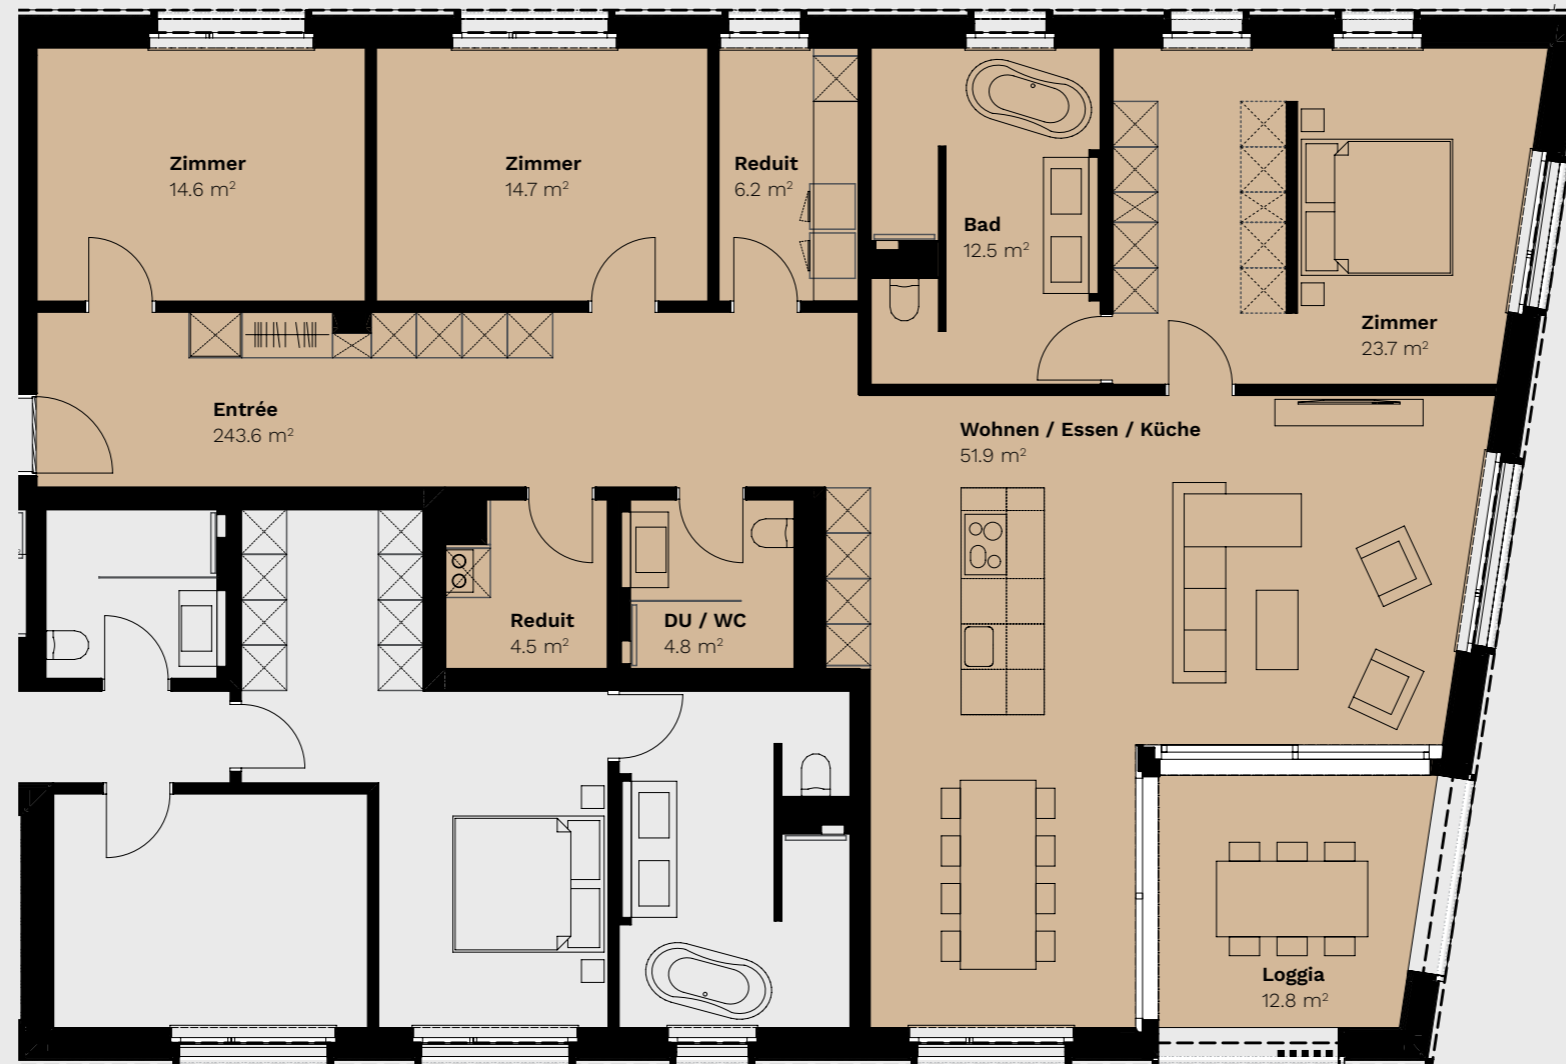 Zimmer
14.6 m²
Zimmer
14.7 m²
Reduit
6.2 m²
Bad
12.5 m²
Zimmer
23.7 m²
Entrée
243.6 m²
Wohnen / Essen / Küche
51.9 m²
Reduit
4.5 m²
DU / WC
4.8 m²
Loggia
12.8 m²